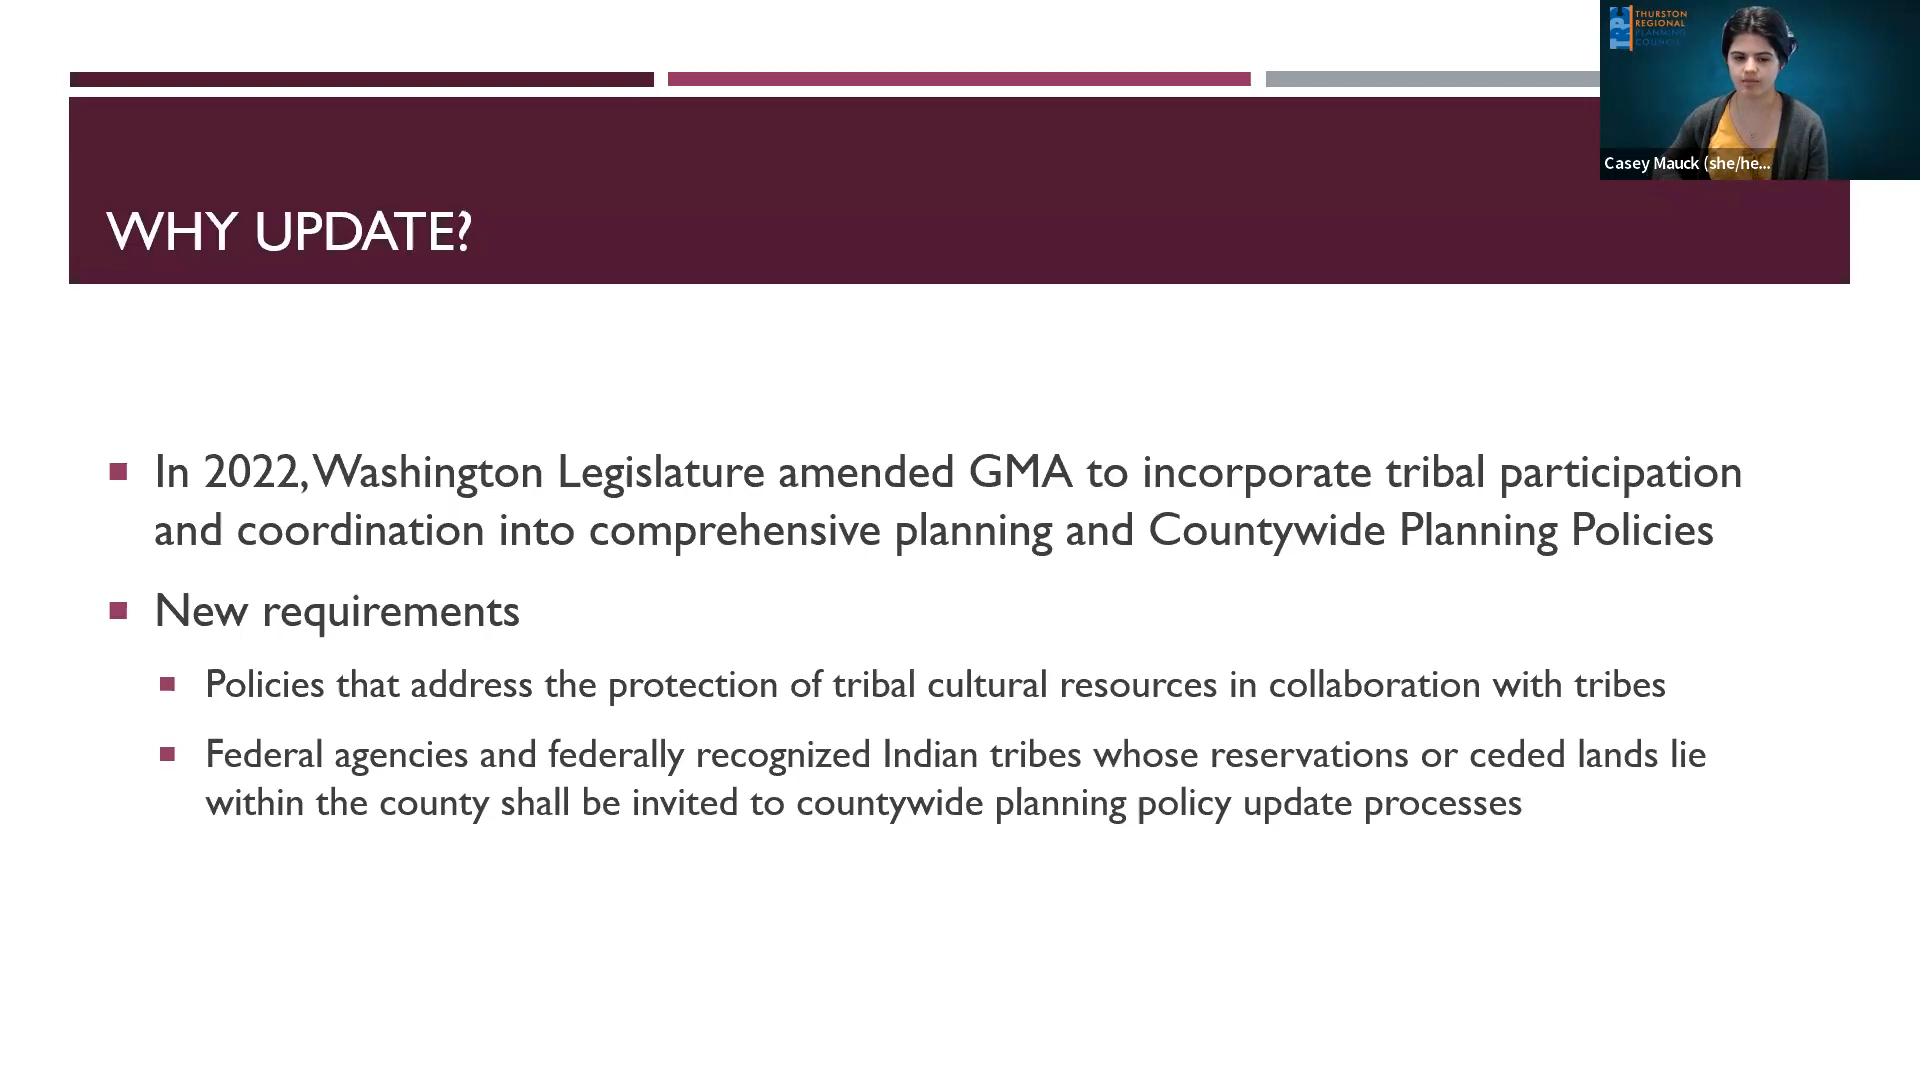 THURSTON
REGIONAL
PLANNING
COUNCIL
TRPC
Casey Mauck (she/he...
WHY UPDATE?
In 2022, Washington Legislature amended GMA to incorporate tribal participation
and coordination into comprehensive planning and Countywide Planning Policies
New requirements
Policies that address the protection of tribal cultural resources in collaboration with tribes
Federal agencies and federally recognized Indian tribes whose reservations or ceded lands lie
within the county shall be invited to countywide planning policy update processes